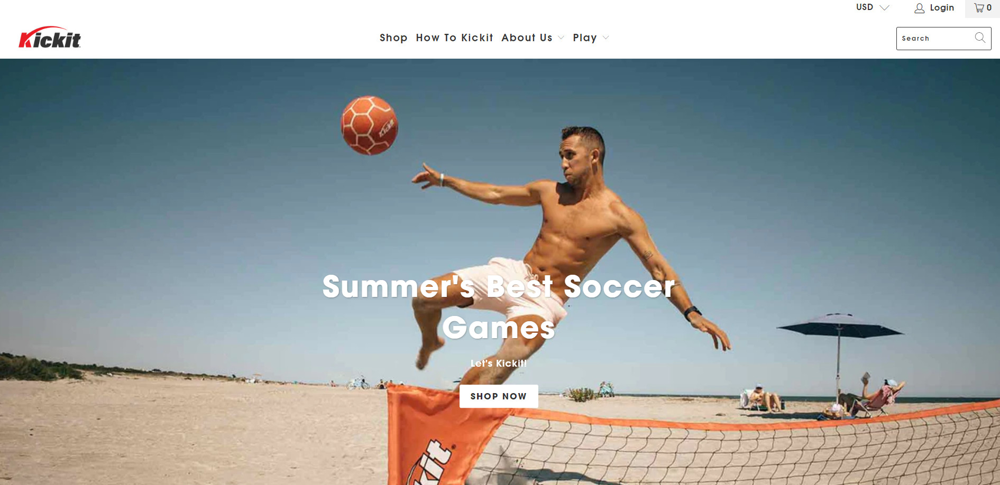 USD
Login
0
Kickit
Shop
How To Kickit
About Us
Play
Search
Kickit
Summer's Best Soccer
Games
Let's Kickit!
SHOP NOW